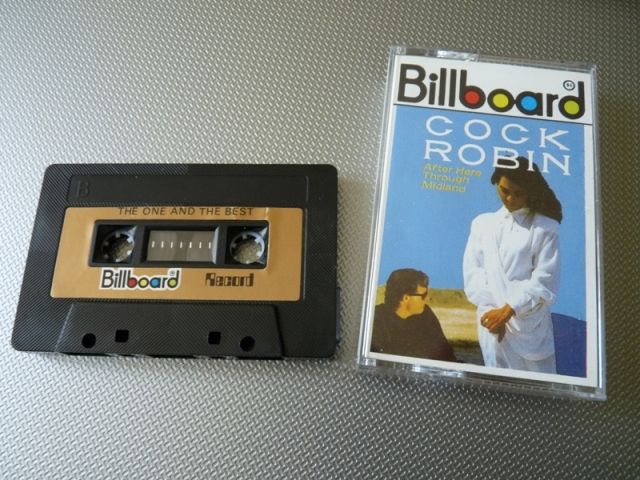 B
THE ONE AND THE BEST
Billboard®
Record
Billboard
COCK
ROBIN
After Here
Through
Midland